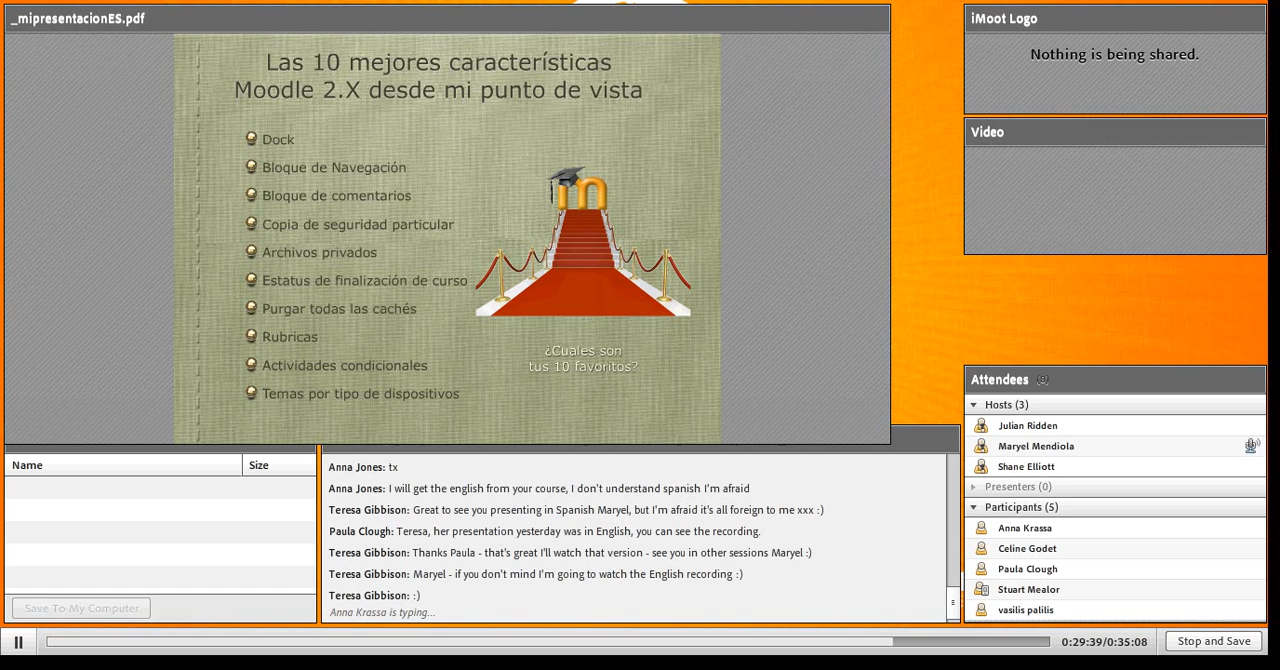 _mipresentacionES.pdf
Las 10 mejores características
Moodle 2.X desde mi punto de vista
Dock
Bloque de Navegación
Bloque de comentarios
Copia de seguridad particular
Archivos privados
Estatus de finalización de curso
Purgar todas las cachés
Rubricas
Actividades condicionales
Temas por tipo de dispositivos
m
¿Cuales son
tus 10 favoritos?
iMoot Logo
Nothing is being shared.
Video
Attendees (8)
Hosts (3)
Julian Ridden
Maryel Mendiola
Shane Elliott
Presenters (0)
Participants (5)
Anna Krassa
Celine Godet
Paula Clough
Stuart Mealor
vasilis palilis
Name Size
Save To My Computer
Anna Jones: tx
Anna Jones: I will get the english from your course, I don't understand spanish I'm afraid
Teresa Gibbison: Great to see you presenting in Spanish Maryel, but I'm afraid it's all foreign to me xxx :)
Paula Clough: Teresa, her presentation yesterday was in English, you can see the recording.
Teresa Gibbison: Thanks Paula - that's great I'll watch that version - see you in other sessions Maryel :)
Teresa Gibbison: Maryel - if you don't mind I'm going to watch the English recording :)
Teresa Gibbison: :)
Anna Krassa is typing...
0:29:39/0:35:08
Stop and Save